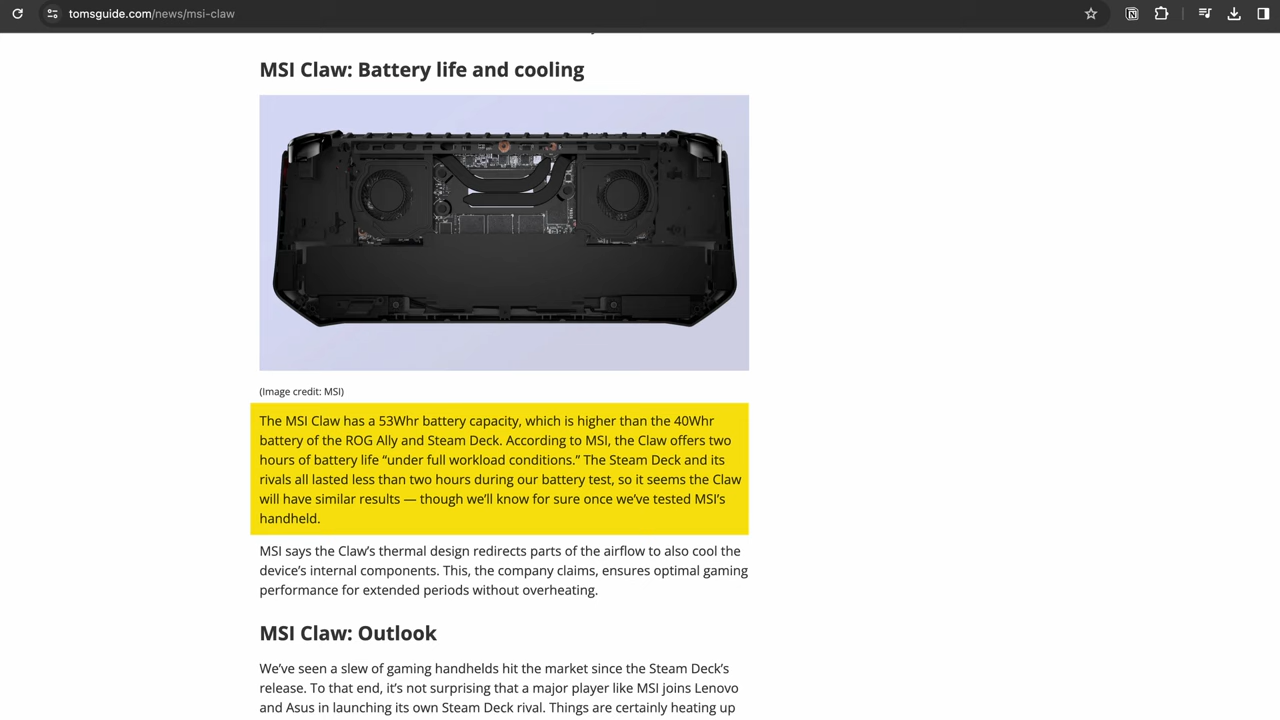 tomsguide.com/news/msi-claw
MSI Claw: Battery life and cooling
(Image credit: MSI)
The MSI Claw has a 53Whr battery capacity, which is higher than the 40Whr
battery of the ROG Ally and Steam Deck. According to MSI, the Claw offers two
hours of battery life “under full workload conditions.” The Steam Deck and its
rivals all lasted less than two hours during our battery test, so it seems the Claw
will have similar results — though we’ll know for sure once we’ve tested MSI’s
handheld.
MSI says the Claw’s thermal design redirects parts of the airflow to also cool the
device’s internal components. This, the company claims, ensures optimal gaming
performance for extended periods without overheating.
MSI Claw: Outlook
We’ve seen a slew of gaming handhelds hit the market since the Steam Deck’s
release. To that end, it’s not surprising that a major player like MSI joins Lenovo
and Asus in launching its own Steam Deck rival. Things are certainly heating up